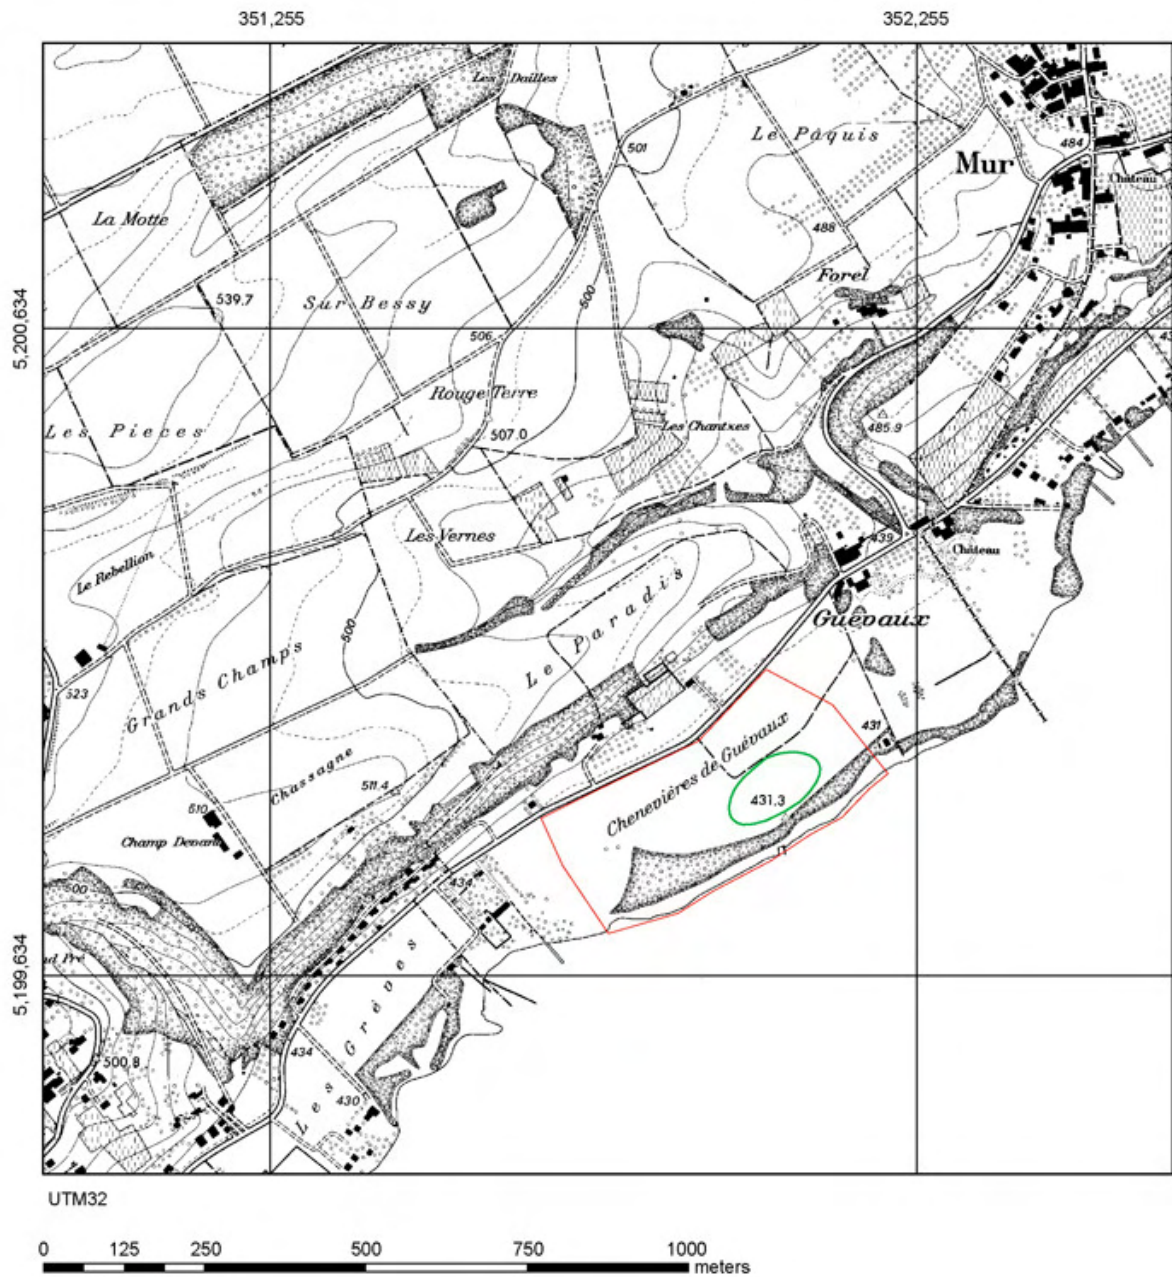 351,255
352,255
Les Dailles
Le Pâquis
501
484
Mur
Château
La Motte
488
Forel
539.7
Sur Bessy
500
5,200,634
506
Rouge Terre
Les Pieces
507.0
Les Chantxes
485.9
Les Vernes
439
Château
Le Rebellion
Guévaux
500
Le Paradis
523
Grands Champs
431
Chenevières de Guévaux
Chassagne
511.4
431.3
510
Champ Devant
434
5,199,634
Les Grèves
434
500,8
430
UTM32
0 125 250 500 750 1000
meters